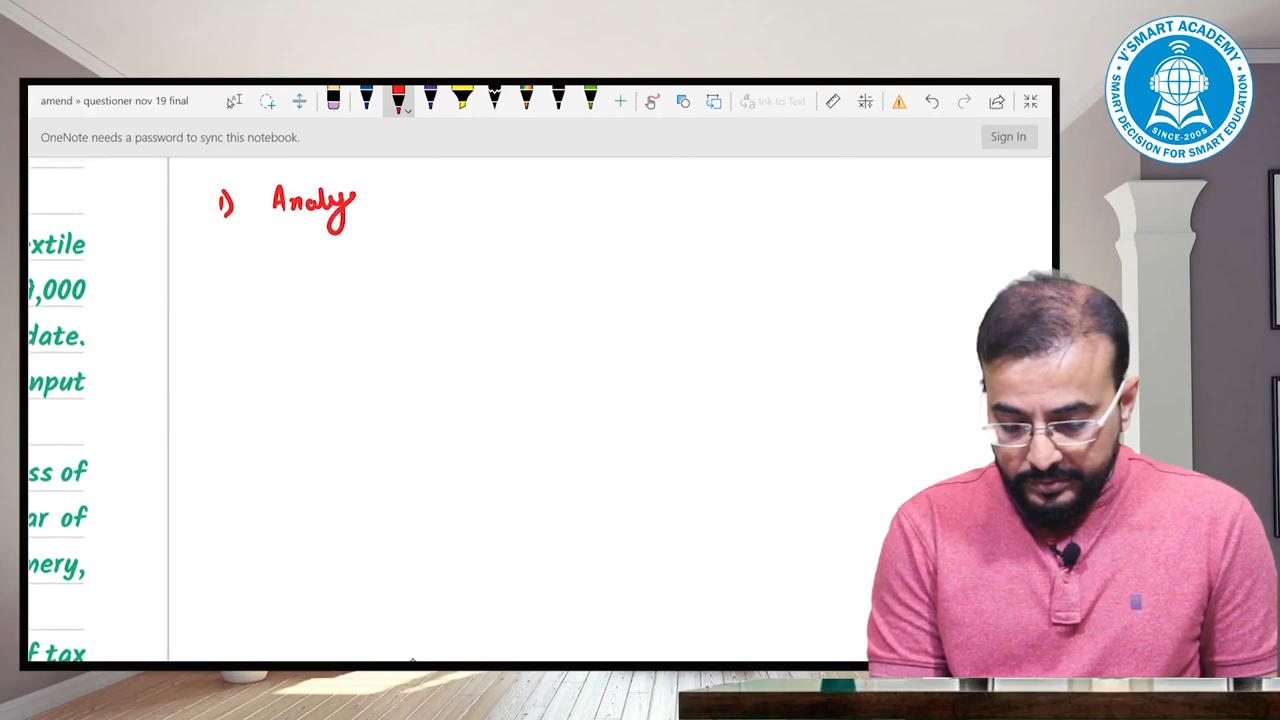 V'SMART ACADEMY
SMART DECISION FOR SMART EDUCATION
SINCE-2005
amend » questioner nov 19 final
Ink to Text
OneNote needs a password to sync this notebook.
Sign In
1) Analy
extile
,000
date.
nput
ss of
ar of
nery,
f tax